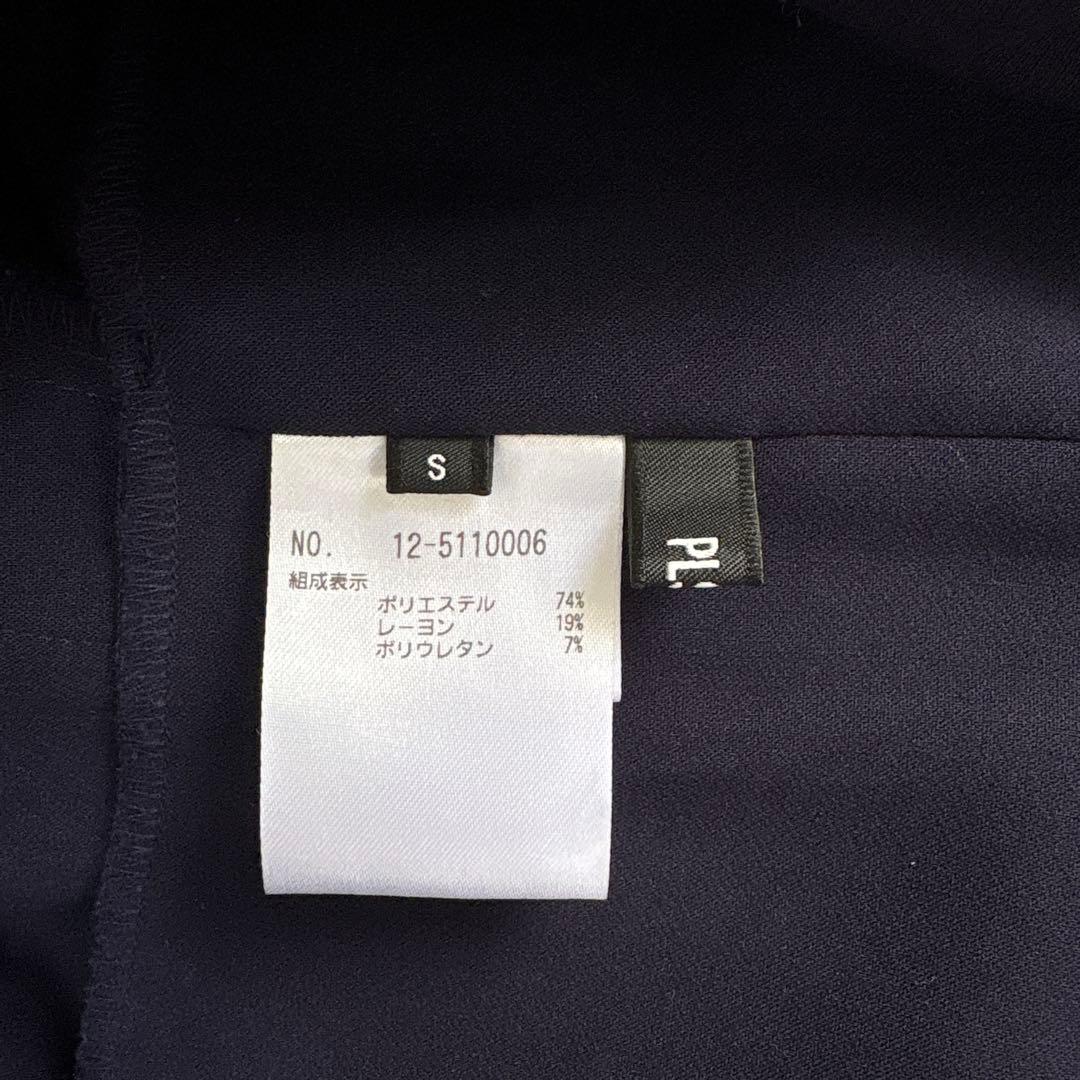 S
NO. 12-5110006
組成表示
ポリエステル 74%
レーヨン 19%
ポリウレタン 7%